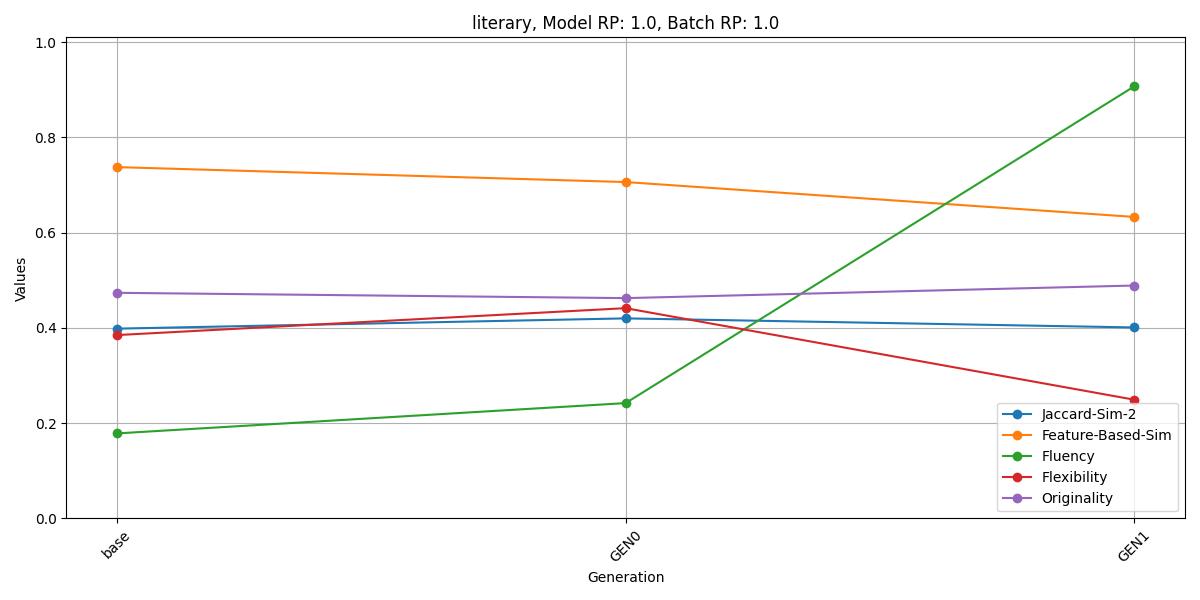 literary, Model RP: 1.0, Batch RP: 1.0
1.0
0.8
0.6
0.4
0.2
0.0
Values
base
GEN0
GEN1
Generation
Jaccard-Sim-2
Feature-Based-Sim
Fluency
Flexibility
Originality